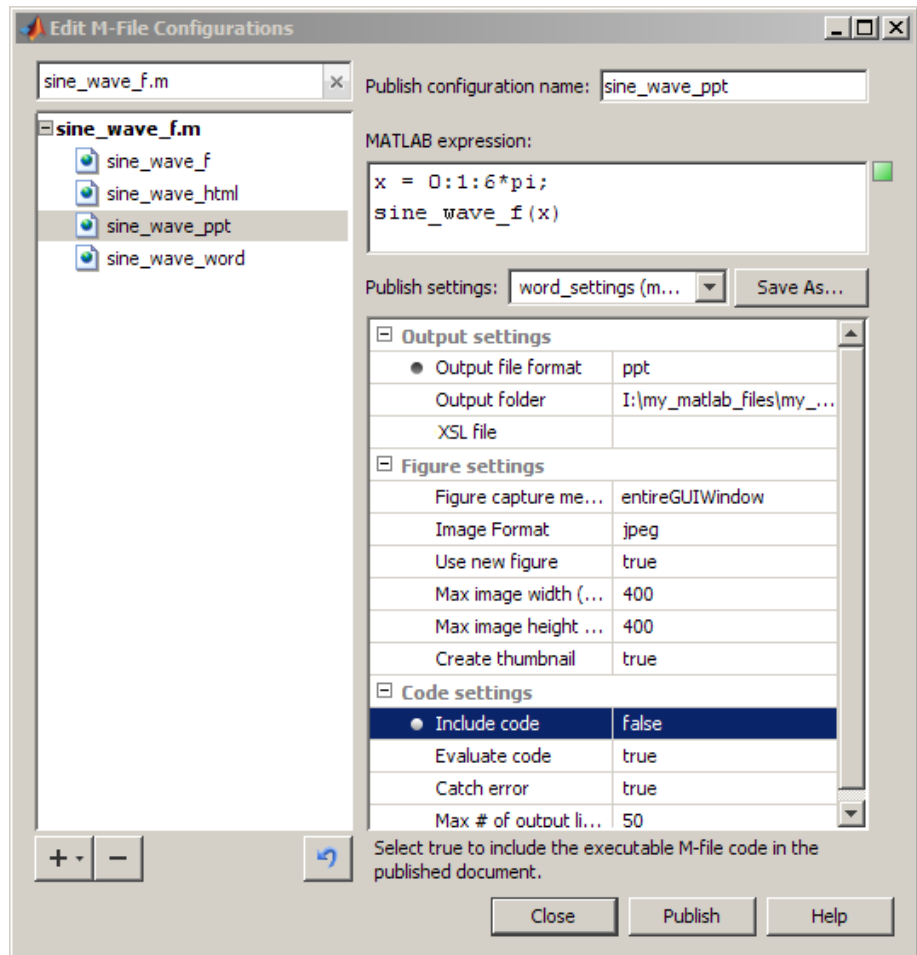 Edit M-File Configurations
sine_wave_f.m
sine_wave_f.m
sine_wave_f
sine_wave_html
sine_wave_ppt
sine_wave_word
Publish configuration name: sine_wave_ppt
MATLAB expression:
x = 0:1:6*pi;
sine_wave_f(x)
Publish settings: word_settings (m... Save As...
Output settings
Output file format ppt
Output folder I:\my_matlab_files\my_...
XSL file
Figure settings
Figure capture me... entireGUIWindow
Image Format jpeg
Use new figure true
Max image width (... 400
Max image height ... 400
Create thumbnail true
Code settings
Include code false
Evaluate code true
Catch error true
Max # of output li... 50
Select true to include the executable M-file code in the
published document.
Close Publish Help